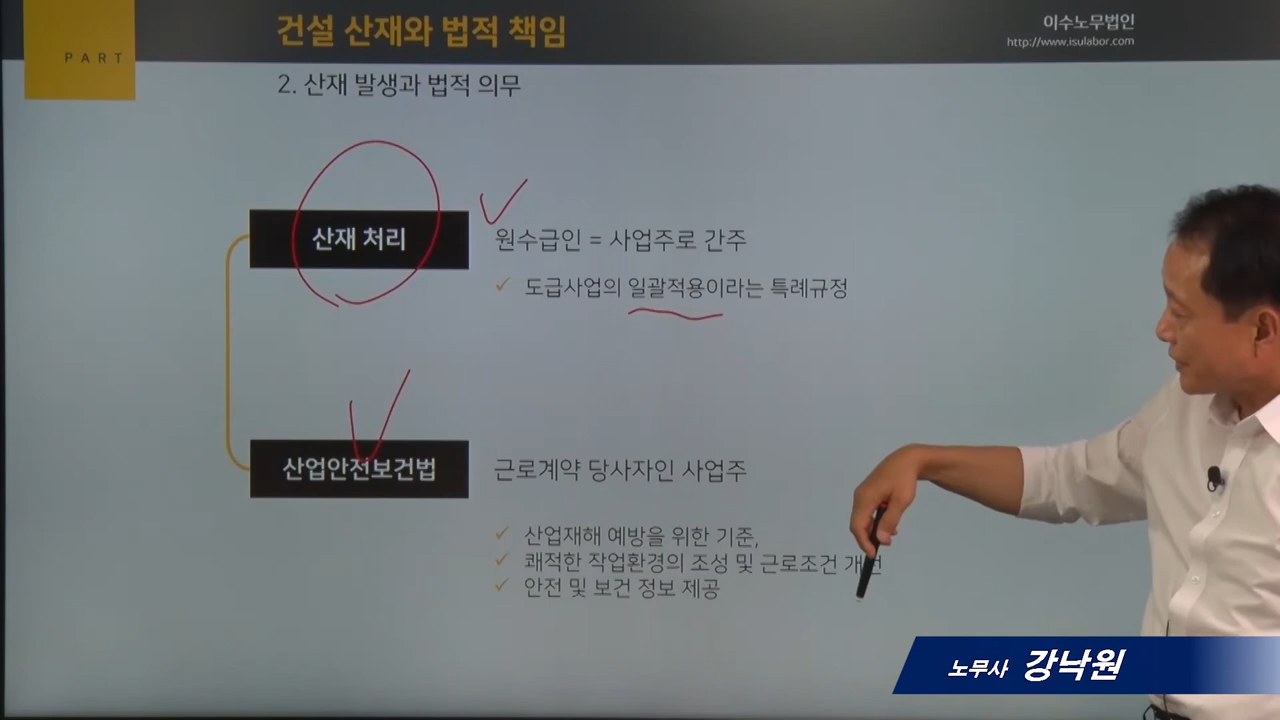 PART
건설 산재와 법적 책임
이수노무법인
http://www.isulabor.com
2. 산재 발생과 법적 의무
산재 처리
원수급인 = 사업주로 간주
도급사업의 일괄적용이라는 특례규정
산업안전보건법
근로계약 당사자인 사업주
산업재해 예방을 위한 기준,
쾌적한 작업환경의 조성 및 근로조건 개선
안전 및 보건 정보 제공
노무사 강낙원